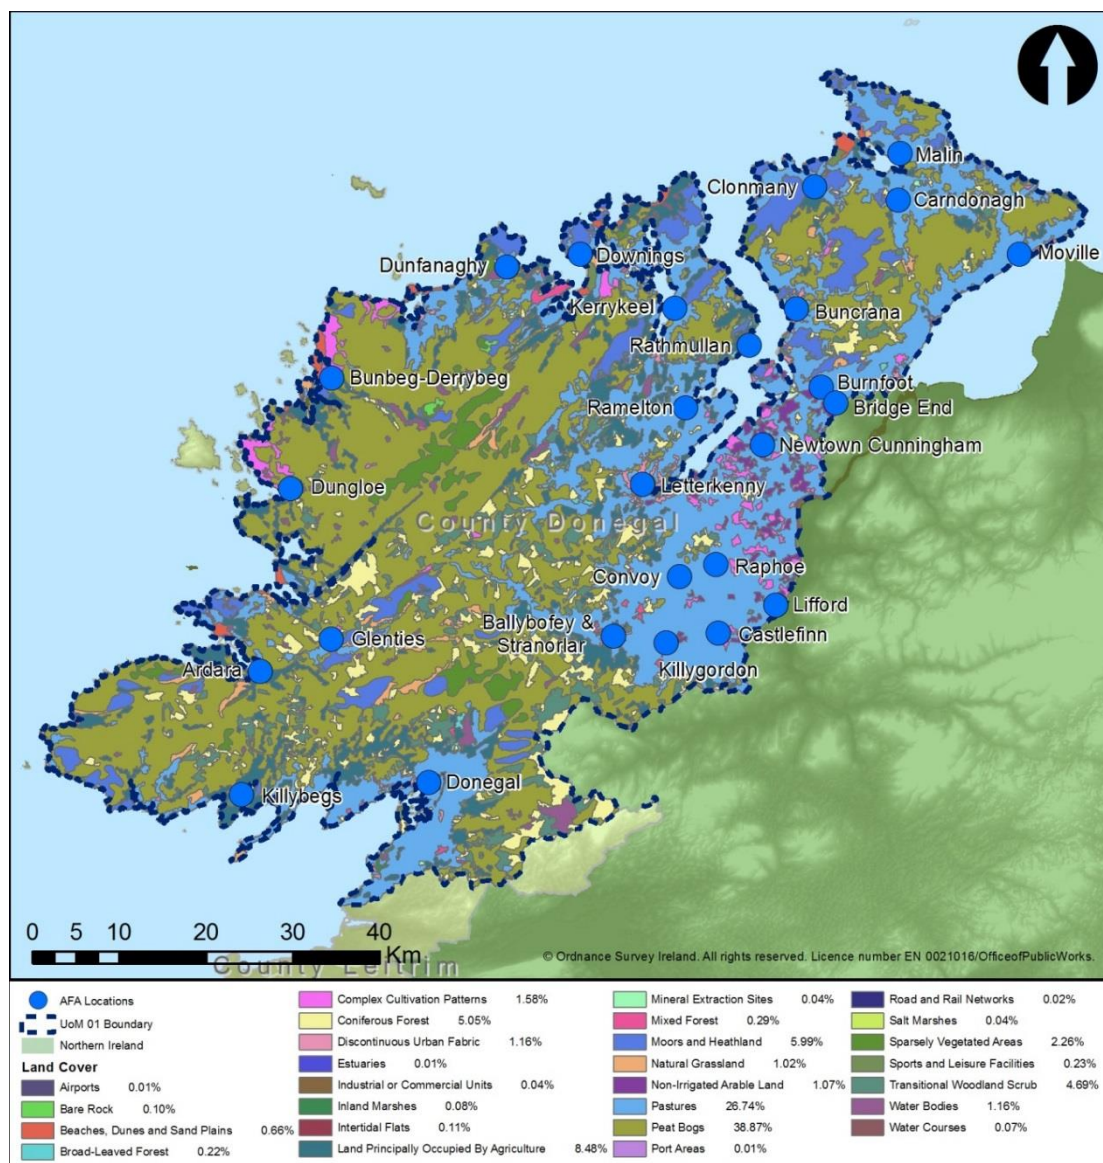 Malin
Clonmany
Carndonagh
Moville
Downings
Dunfanaghy
Kerrykeel
Buncrana
Rathmullan
Bunbeg-Derrybeg
Burnfoot
Bridge End
Ramelton
Newtown Cunningham
Letterkenny
Dungloe
County Donegal
Raphoe
Convoy
Lifford
Ballybofey &
Stranorlar
Castlefinn
Glenties
Killygordon
Ardara
Donegal
Killybegs
0 5 10 20 30 40
Km
County Leitrim
© Ordnance Survey Ireland. All rights reserved. Licence number EN 0021016/OfficeofPublicWorks.
AFA Locations
UoM 01 Boundary
Northern Ireland
Land Cover
Airports 0.01%
Bare Rock 0.10%
Beaches, Dunes and Sand Plains 0.66%
Broad-Leaved Forest 0.22%
Complex Cultivation Patterns 1.58%
Coniferous Forest 5.05%
Discontinuous Urban Fabric 1.16%
Estuaries 0.01%
Industrial or Commercial Units 0.04%
Inland Marshes 0.08%
Intertidal Flats 0.11%
Land Principally Occupied By Agriculture 8.48%
Mineral Extraction Sites 0.04%
Mixed Forest 0.29%
Moors and Heathland 5.99%
Natural Grassland 1.02%
Non-Irrigated Arable Land 1.07%
Pastures 26.74%
Peat Bogs 38.87%
Port Areas 0.01%
Road and Rail Networks 0.02%
Salt Marshes 0.04%
Sparsely Vegetated Areas 2.26%
Sports and Leisure Facilities 0.23%
Transitional Woodland Scrub 4.69%
Water Bodies 1.16%
Water Courses 0.07%